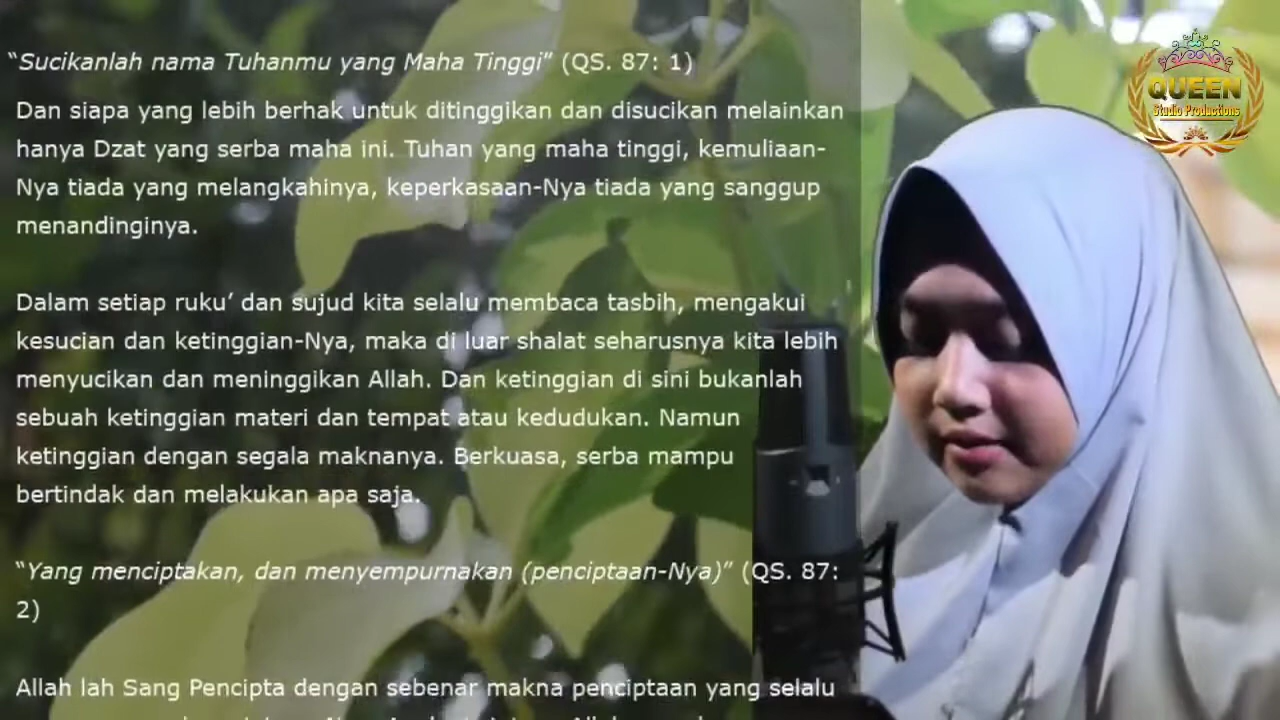 “Sucikanlah nama Tuhanmu yang Maha Tinggi” (QS. 87: 1)
Dan siapa yang lebih berhak untuk ditinggikan dan disucikan melainkan
hanya Dzat yang serba maha ini. Tuhan yang maha tinggi, kemuliaan-
Nya tiada yang melangkahinya, keperkasaan-Nya tiada yang sanggup
menandinginya.
Dalam setiap ruku’ dan sujud kita selalu membaca tasbih, mengakui
kesucian dan ketinggian-Nya, maka di luar shalat seharusnya kita lebih
menyucikan dan meninggikan Allah. Dan ketinggian di sini bukanlah
sebuah ketinggian materi dan tempat atau kedudukan. Namun
ketinggian dengan segala maknanya. Berkuasa, serba mampu
bertindak dan melakukan apa saja.
“Yang menciptakan, dan menyempurnakan (penciptaan-Nya)” (QS. 87:
2)
Allah lah Sang Pencipta dengan sebenar makna penciptaan yang selalu
QUEEN
Studio Productions